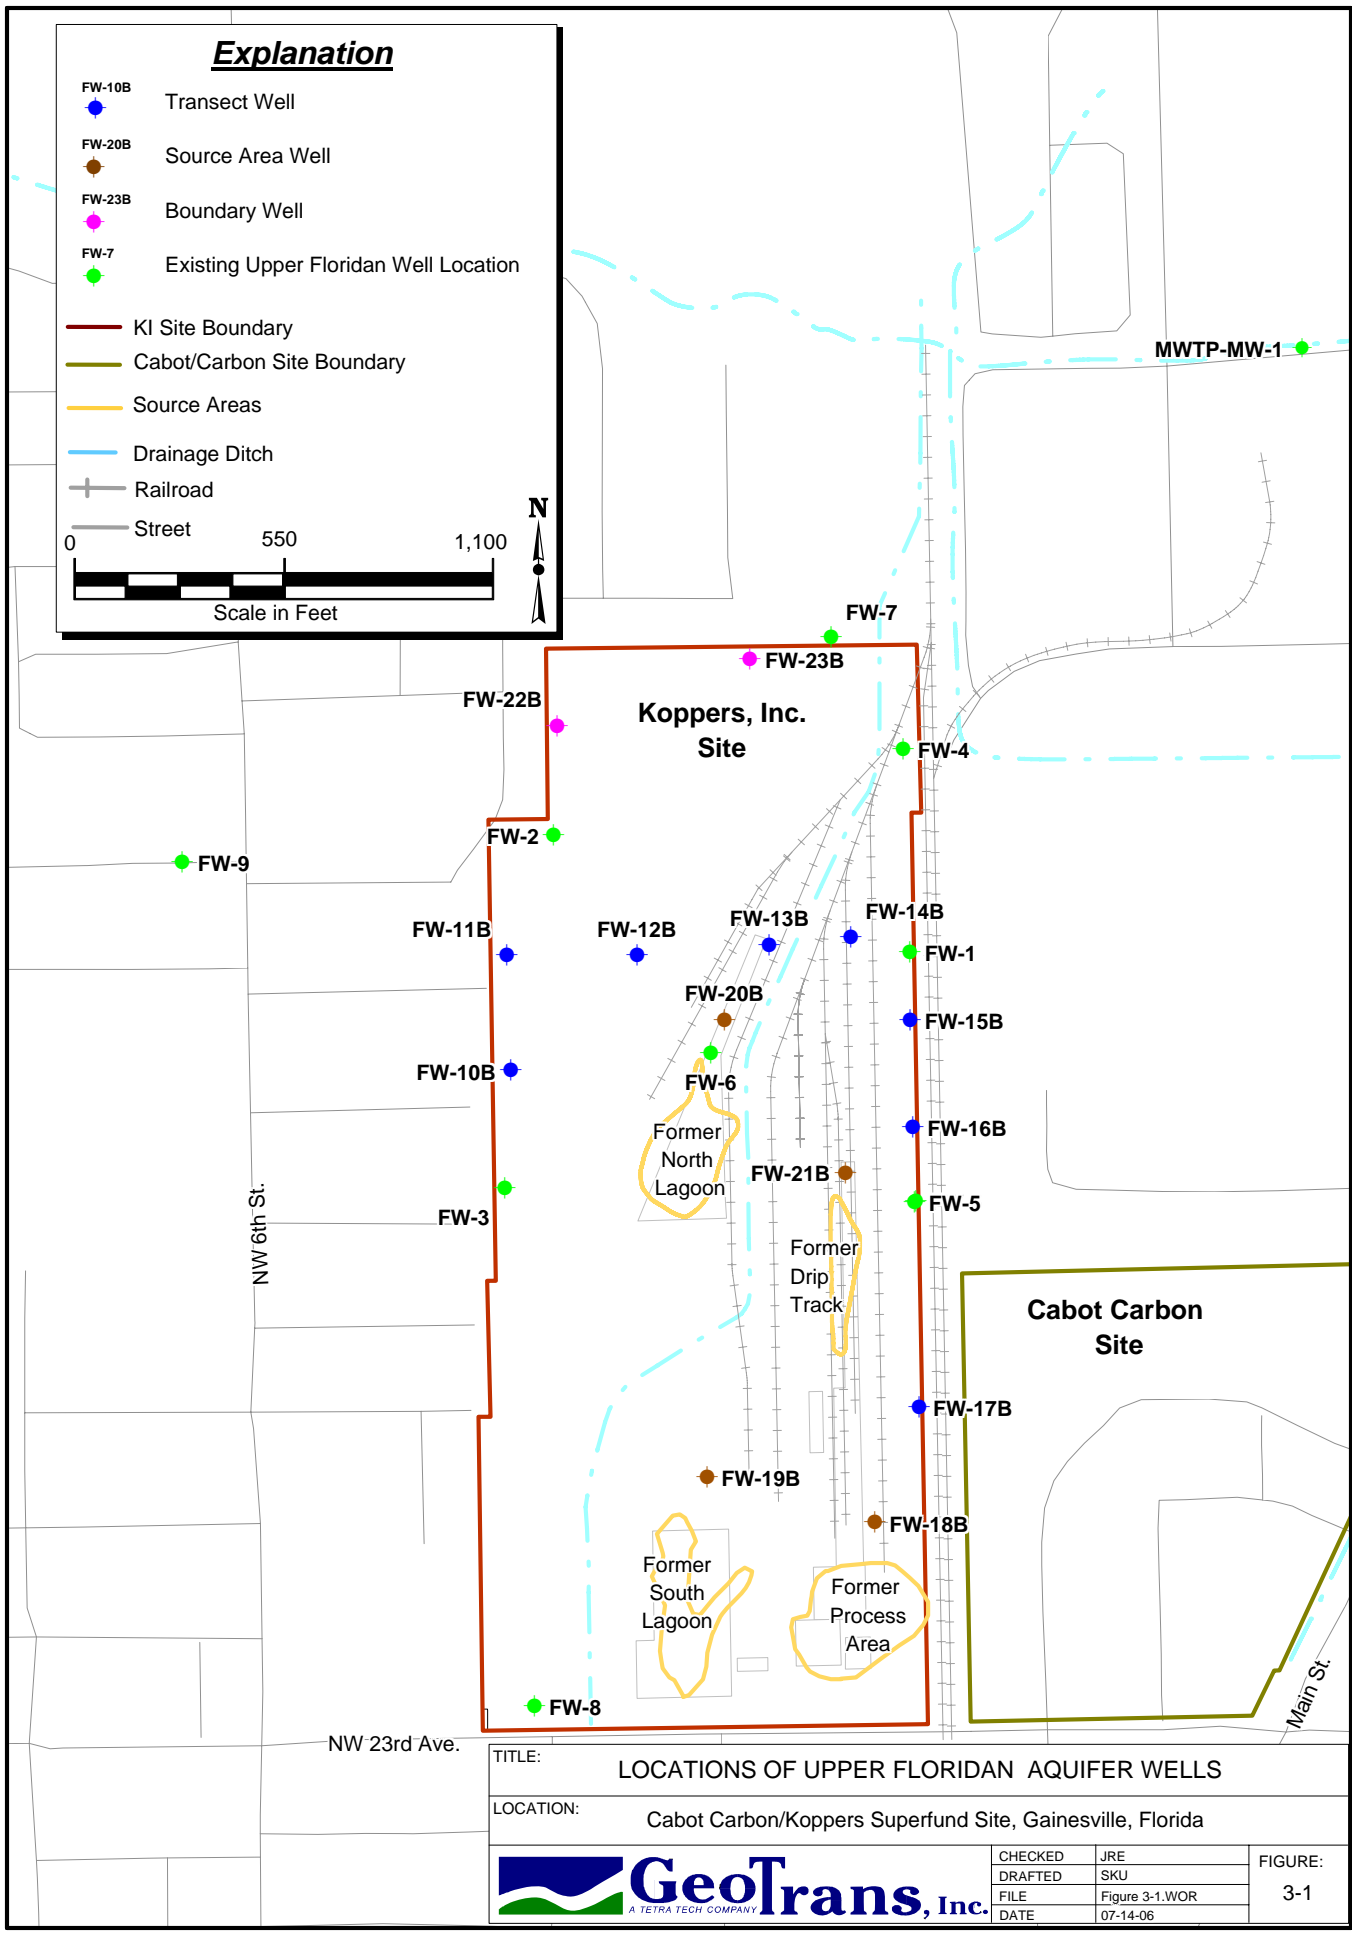 Explanation
FW-10B
Transect Well
FW-20B
Source Area Well
FW-23B
Boundary Well
FW-7
Existing Upper Floridan Well Location
KI Site Boundary
Cabot/Carbon Site Boundary
Source Areas
Drainage Ditch
Railroad
Street
N
0 550 1,100
Scale in Feet
MWTP-MW-1
FW-7
FW-23B
FW-22B
Koppers, Inc.
Site
FW-4
FW-2
FW-9
FW-13B
FW-14B
FW-11B
FW-12B
FW-1
FW-20B
FW-15B
FW-10B
FW-6
FW-16B
Former
North
Lagoon
FW-21B
FW-5
FW-3
NW 6th St.
Former
Drip
Track
Cabot Carbon
Site
FW-17B
FW-19B
FW-18B
Former
South
Lagoon
Former
Process
Area
FW-8
Main St.
NW 23rd Ave.
TITLE:
LOCATIONS OF UPPER FLORIDAN AQUIFER WELLS
LOCATION:
Cabot Carbon/Koppers Superfund Site, Gainesville, Florida
GeoTrans, Inc.
A TETRA TECH COMPANY
CHECKED JRE
DRAFTED SKU
FILE Figure 3-1.WOR
DATE 07-14-06
FIGURE:
3-1